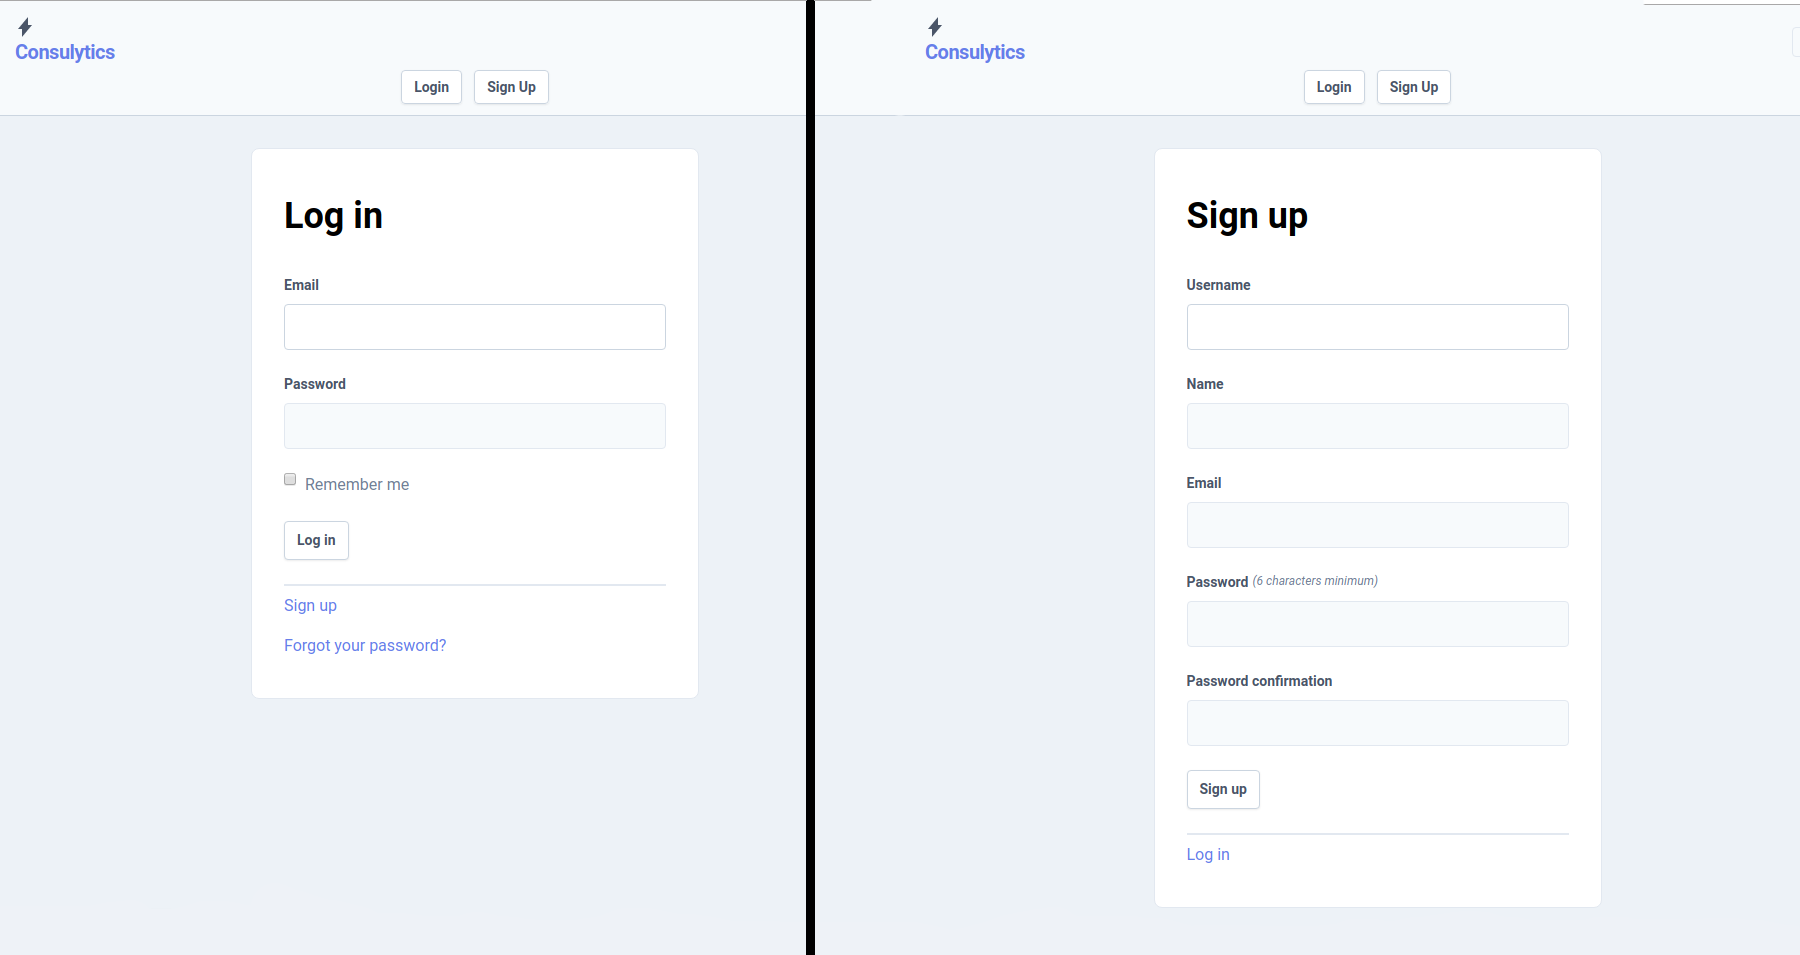 Consulytics
Login Sign Up
Log in
Email
Password
Remember me
Log in
Sign up
Forgot your password?
Consulytics
Login Sign Up
Sign up
Username
Name
Email
Password (6 characters minimum)
Password confirmation
Sign up
Log in